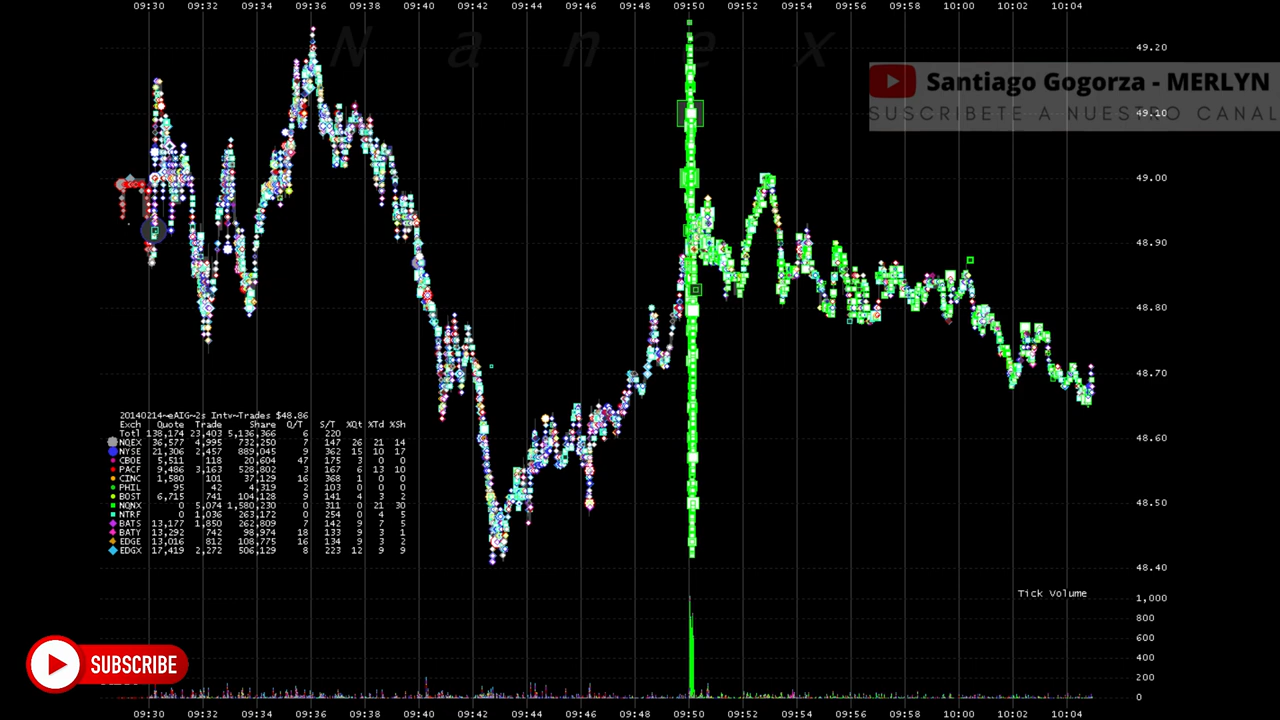 09:30 09:32 09:34 09:36 09:38 09:40 09:42 09:44 09:46 09:48 09:50 09:52 09:54 09:56 09:58 10:00 10:02 10:04
N a n e x
49.20
Santiago Gogorza - MERLYN
SUSCRIBETE A NUESTRO CANAL
49.10
49.00
48.90
48.80
48.70
48.60
48.50
48.40
20140214~eAIG~2s Intv~Trades $48.86
Exch Quote Trade Share Q/T S/T %Qt %Td %Sh
Totl 138,174 23,403 5,136,366 6 220
NQEX 36,577 4,995 732,250 7 147 26 21 14
NYSE 21,306 2,457 889,045 9 362 15 10 17
CBOE 5,511 118 20,604 47 175 3 0 0
PACF 9,486 3,163 528,802 3 167 6 13 10
CINC 1,580 101 37,129 16 368 1 0 0
PHIL 95 42 4,319 2 103 0 0 0
BOST 6,715 741 104,128 9 141 4 3 2
NQNX 0 5,074 1,580,230 0 311 0 21 30
NTRF 0 1,036 263,172 0 254 0 4 5
BATS 13,177 1,850 262,809 7 142 9 7 5
BATY 13,292 742 98,974 18 133 9 3 1
EDGE 13,016 812 108,775 16 134 9 3 2
EDGX 17,419 2,272 506,129 8 223 12 9 9
Tick Volume
1,000
800
600
400
200
0
SUBSCRIBE
09:30 09:32 09:34 09:36 09:38 09:40 09:42 09:44 09:46 09:48 09:50 09:52 09:54 09:56 09:58 10:00 10:02 10:04